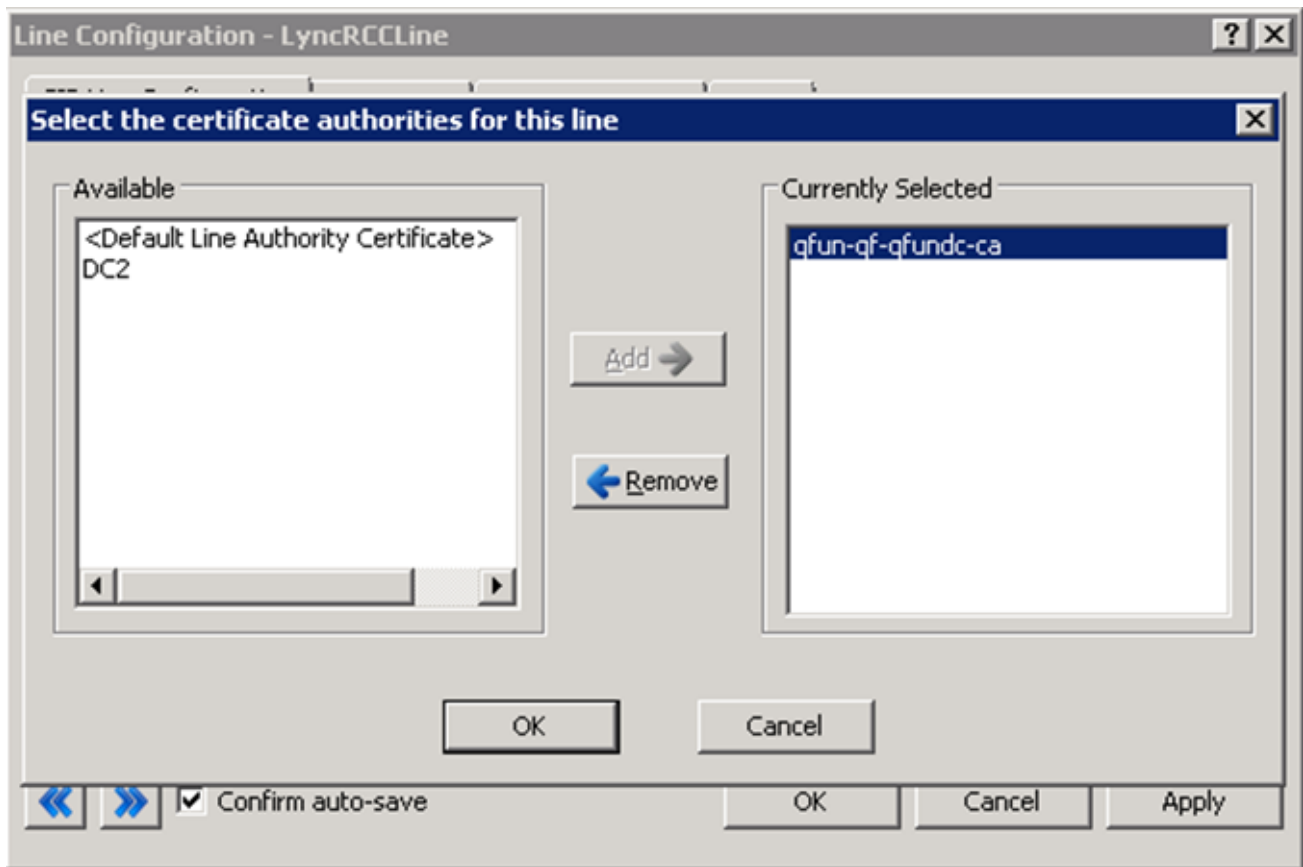 Line Configuration - LyncRCCLine
Select the certificate authorities for this line
Available
<Default Line Authority Certificate>
DC2
Add
Remove
Currently Selected
qfun-qf-qfundc-ca
OK
Cancel
Confirm auto-save
OK
Cancel
Apply